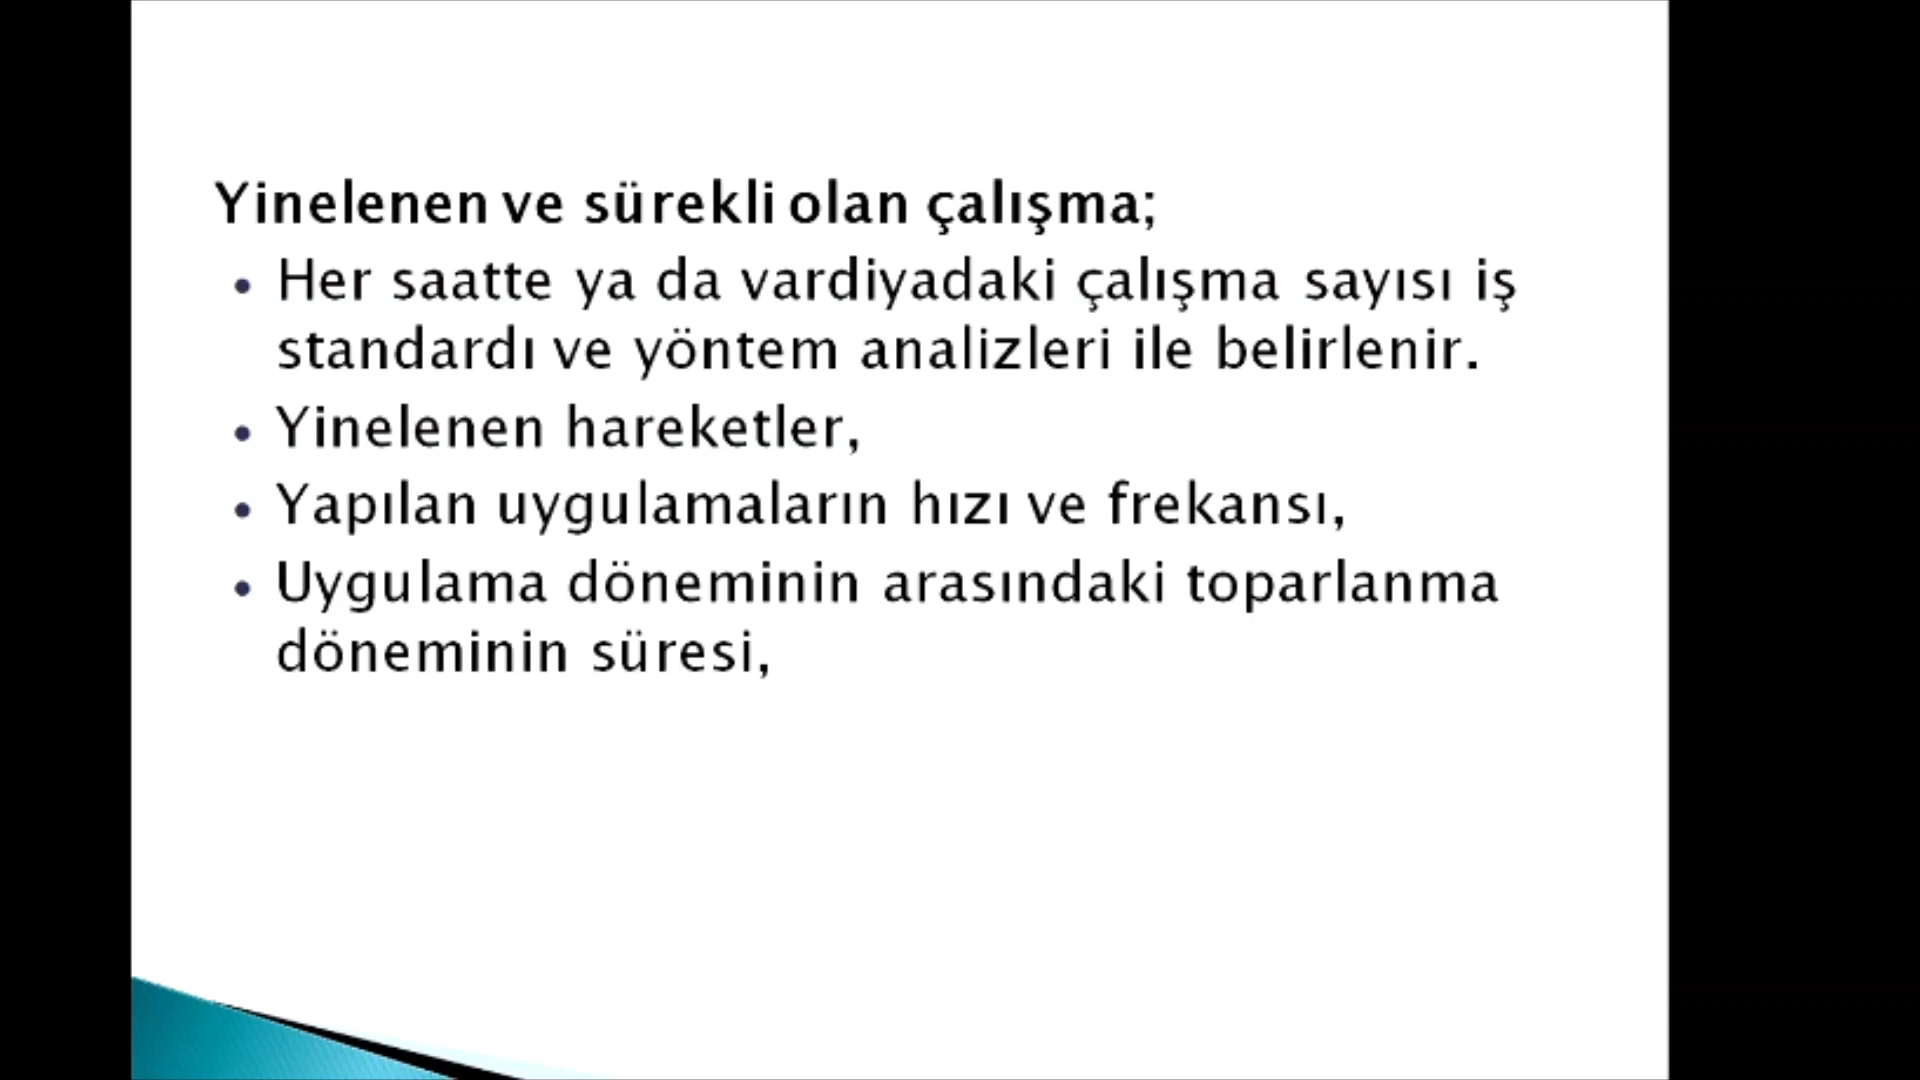 Yinelenen ve sürekli olan çalışma;
• Her saatte ya da vardiyadaki çalışma sayısı iş
standardı ve yöntem analizleri ile belirlenir.
• Yinelenen hareketler,
• Yapılan uygulamaların hızı ve frekansı,
• Uygulama döneminin arasındaki toparlanma
döneminin süresi,